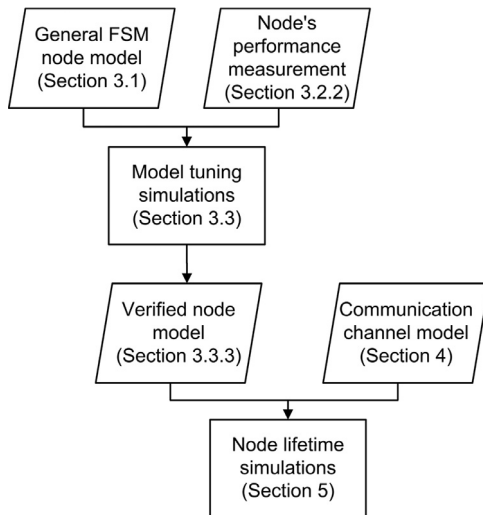 General FSM
node model
(Section 3.1)
Node's
performance
measurement
(Section 3.2.2)
Model tuning
simulations
(Section 3.3)
Verified node
model
(Section 3.3.3)
Communication
channel model
(Section 4)
Node lifetime
simulations
(Section 5)